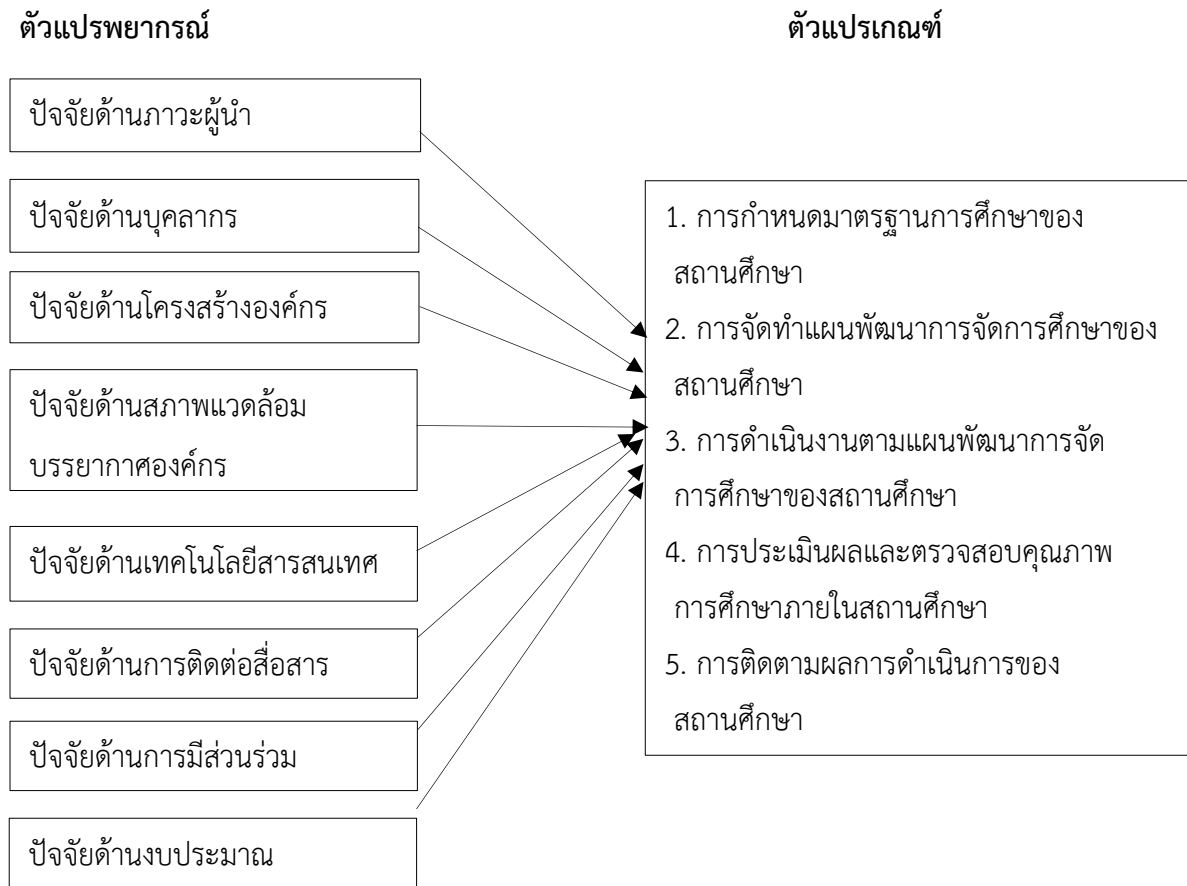 ตัวแปรพยากรณ์
ตัวแปรเกณฑ์
ปัจจัยด้านภาวะผู้นำ
ปัจจัยด้านบุคลากร
ปัจจัยด้านโครงสร้างองค์กร
ปัจจัยด้านสภาพแวดล้อม
บรรยากาศองค์กร
ปัจจัยด้านเทคโนโลยีสารสนเทศ
ปัจจัยด้านการติดต่อสื่อสาร
ปัจจัยด้านการมีส่วนร่วม
ปัจจัยด้านงบประมาณ
1. การกำหนดมาตรฐานการศึกษาของ
สถานศึกษา
2. การจัดทำแผนพัฒนาการจัดการศึกษาของ
สถานศึกษา
3. การดำเนินงานตามแผนพัฒนาการจัด
การศึกษาของสถานศึกษา
4. การประเมินผลและตรวจสอบคุณภาพ
การศึกษาภายในสถานศึกษา
5. การติดตามผลการดำเนินการของ
สถานศึกษา